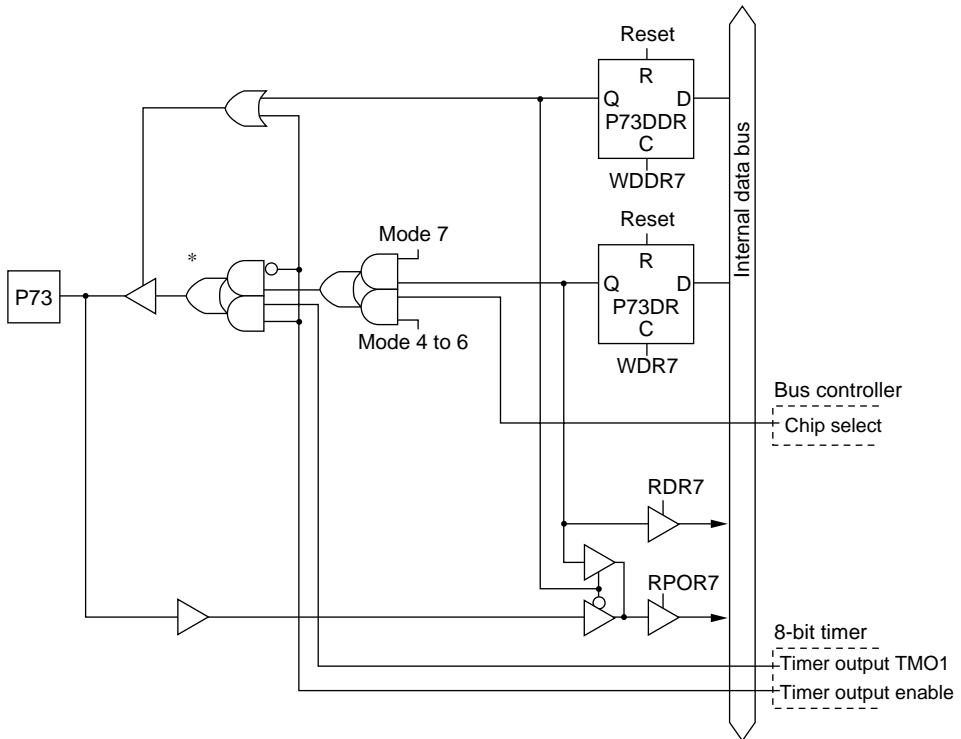 Reset
R
Q D
P73DDR
C
WDDR7
Internal data bus
Reset
Mode 7
R
*
Q D
P73
P73DR
C
Mode 4 to 6
WDR7
Bus controller
Chip select
RDR7
RPOR7
8-bit timer
Timer output TMO1
Timer output enable